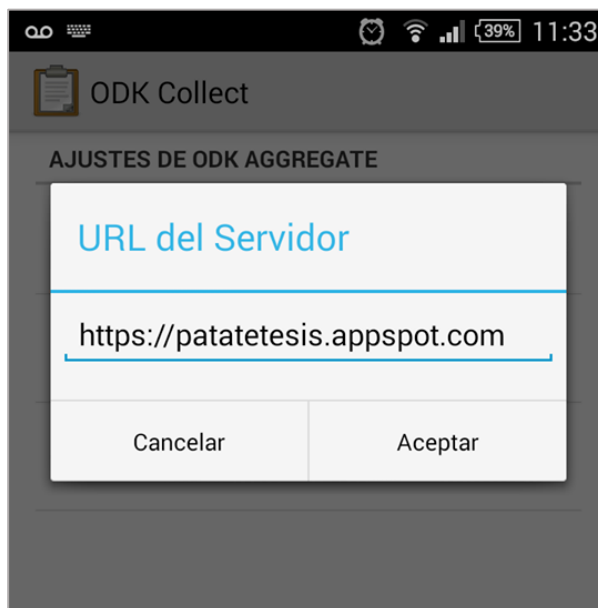 39% 11:33
ODK Collect
AJUSTES DE ODK AGGREGATE
URL del Servidor
https://patatetesis.appspot.com
Cancelar Aceptar